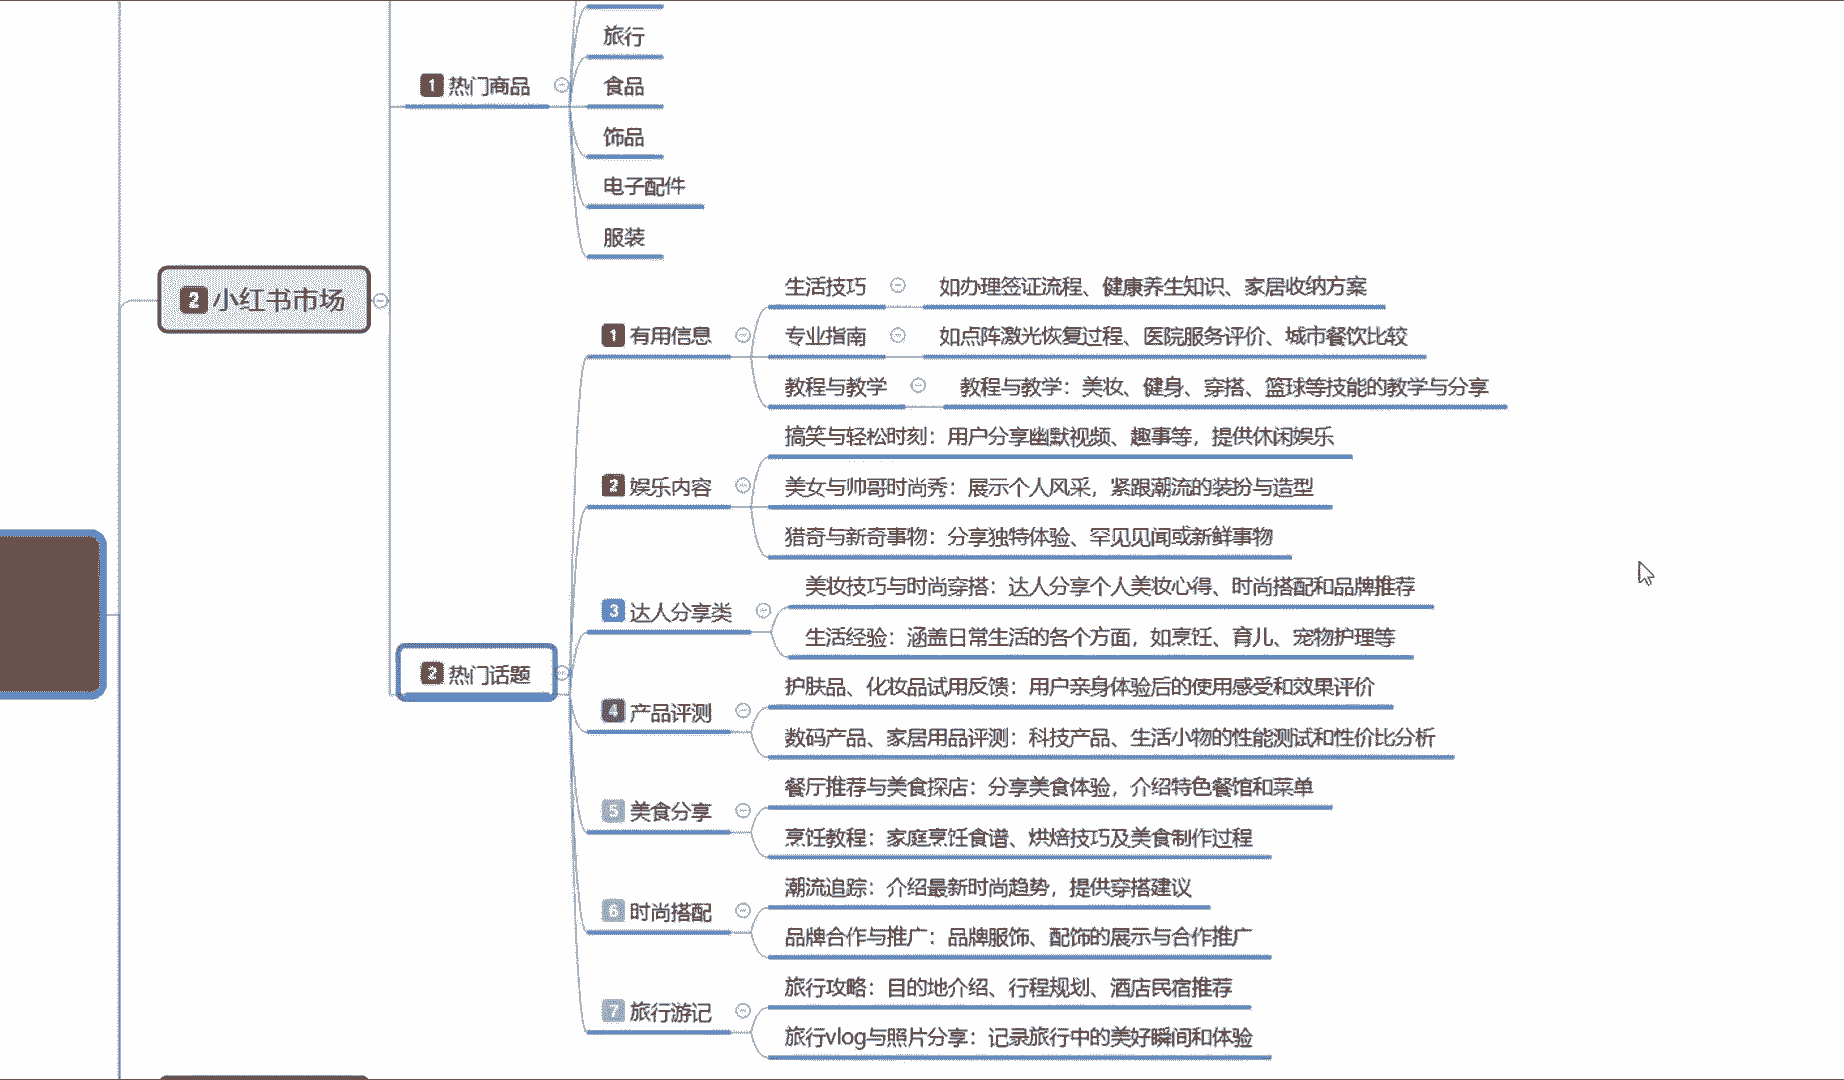 旅行
1 热门商品
食品
饰品
电子配件
服装
2 小红书市场
2 热门话题
1 有用信息
生活技巧
如办理签证流程、健康养生知识、家居收纳方案
专业指南
如点阵激光恢复过程、医院服务评价、城市餐饮比较
教程与教学
教程与教学：美妆、健身、穿搭、篮球等技能的教学与分享
2 娱乐内容
搞笑与轻松时刻：用户分享幽默视频、趣事等，提供休闲娱乐
美女与帅哥时尚秀：展示个人风采，紧跟潮流的装扮与造型
猎奇与新奇事物：分享独特体验、罕见见闻或新鲜事物
3 达人分享类
美妆技巧与时尚穿搭：达人分享个人美妆心得、时尚搭配和品牌推荐
生活经验：涵盖日常生活的各个方面，如烹饪、育儿、宠物护理等
4 产品评测
护肤品、化妆品试用反馈：用户亲身体验后的使用感受和效果评价
数码产品、家居用品评测：科技产品、生活小物的性能测试和性价比分析
5 美食分享
餐厅推荐与美食探店：分享美食体验，介绍特色餐馆和菜单
烹饪教程：家庭烹饪食谱、烘焙技巧及美食制作过程
6 时尚搭配
潮流追踪：介绍最新时尚趋势，提供穿搭建议
品牌合作与推广：品牌服饰、配饰的展示与合作推广
7 旅行游记
旅行攻略：目的地介绍、行程规划、酒店民宿推荐
旅行vlog与照片分享：记录旅行中的美好瞬间和体验